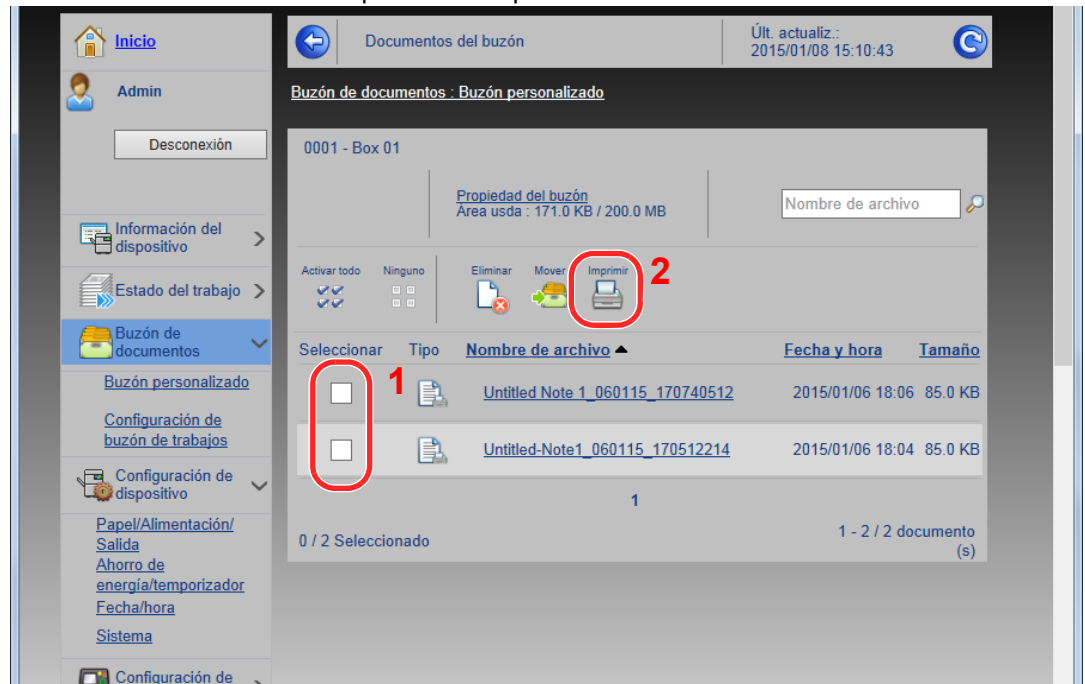 Inicio
Admin
Desconexión
Información del
dispositivo
Estado del trabajo
Buzón de
documentos
Buzón personalizado
Configuración de
buzón de trabajos
Configuración de
dispositivo
Papel/Alimentación/
Salida
Ahorro de
energía/temporizador
Fecha/hora
Sistema
Configuración de
Documentos del buzón
Últ. actualiz.:
2015/01/08 15:10:43
Buzón de documentos : Buzón personalizado
0001 - Box 01
Propiedad del buzón
Área usda : 171.0 KB / 200.0 MB
Nombre de archivo
Activar todo Ninguno Eliminar Mover Imprimir 2
Seleccionar Tipo Nombre de archivo Fecha y hora Tamaño
1 Untitled Note 1_060115_170740512 2015/01/06 18:06 85.0 KB
Untitled-Note1_060115_170512214 2015/01/06 18:04 85.0 KB
1
0 / 2 Seleccionado
1 - 2 / 2 documento
(s)